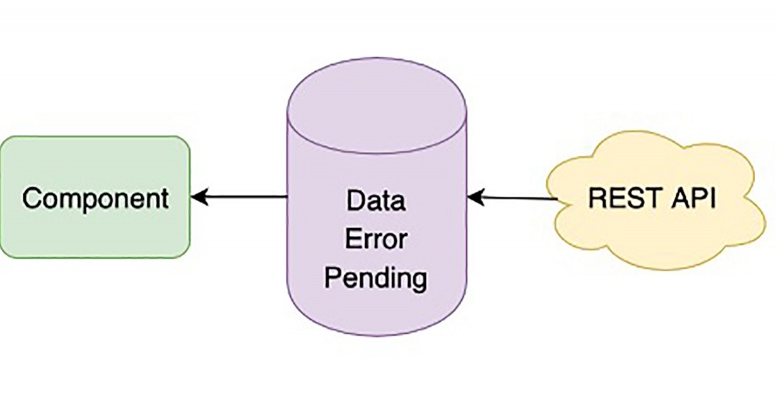 Component
Data
Error
Pending
REST API